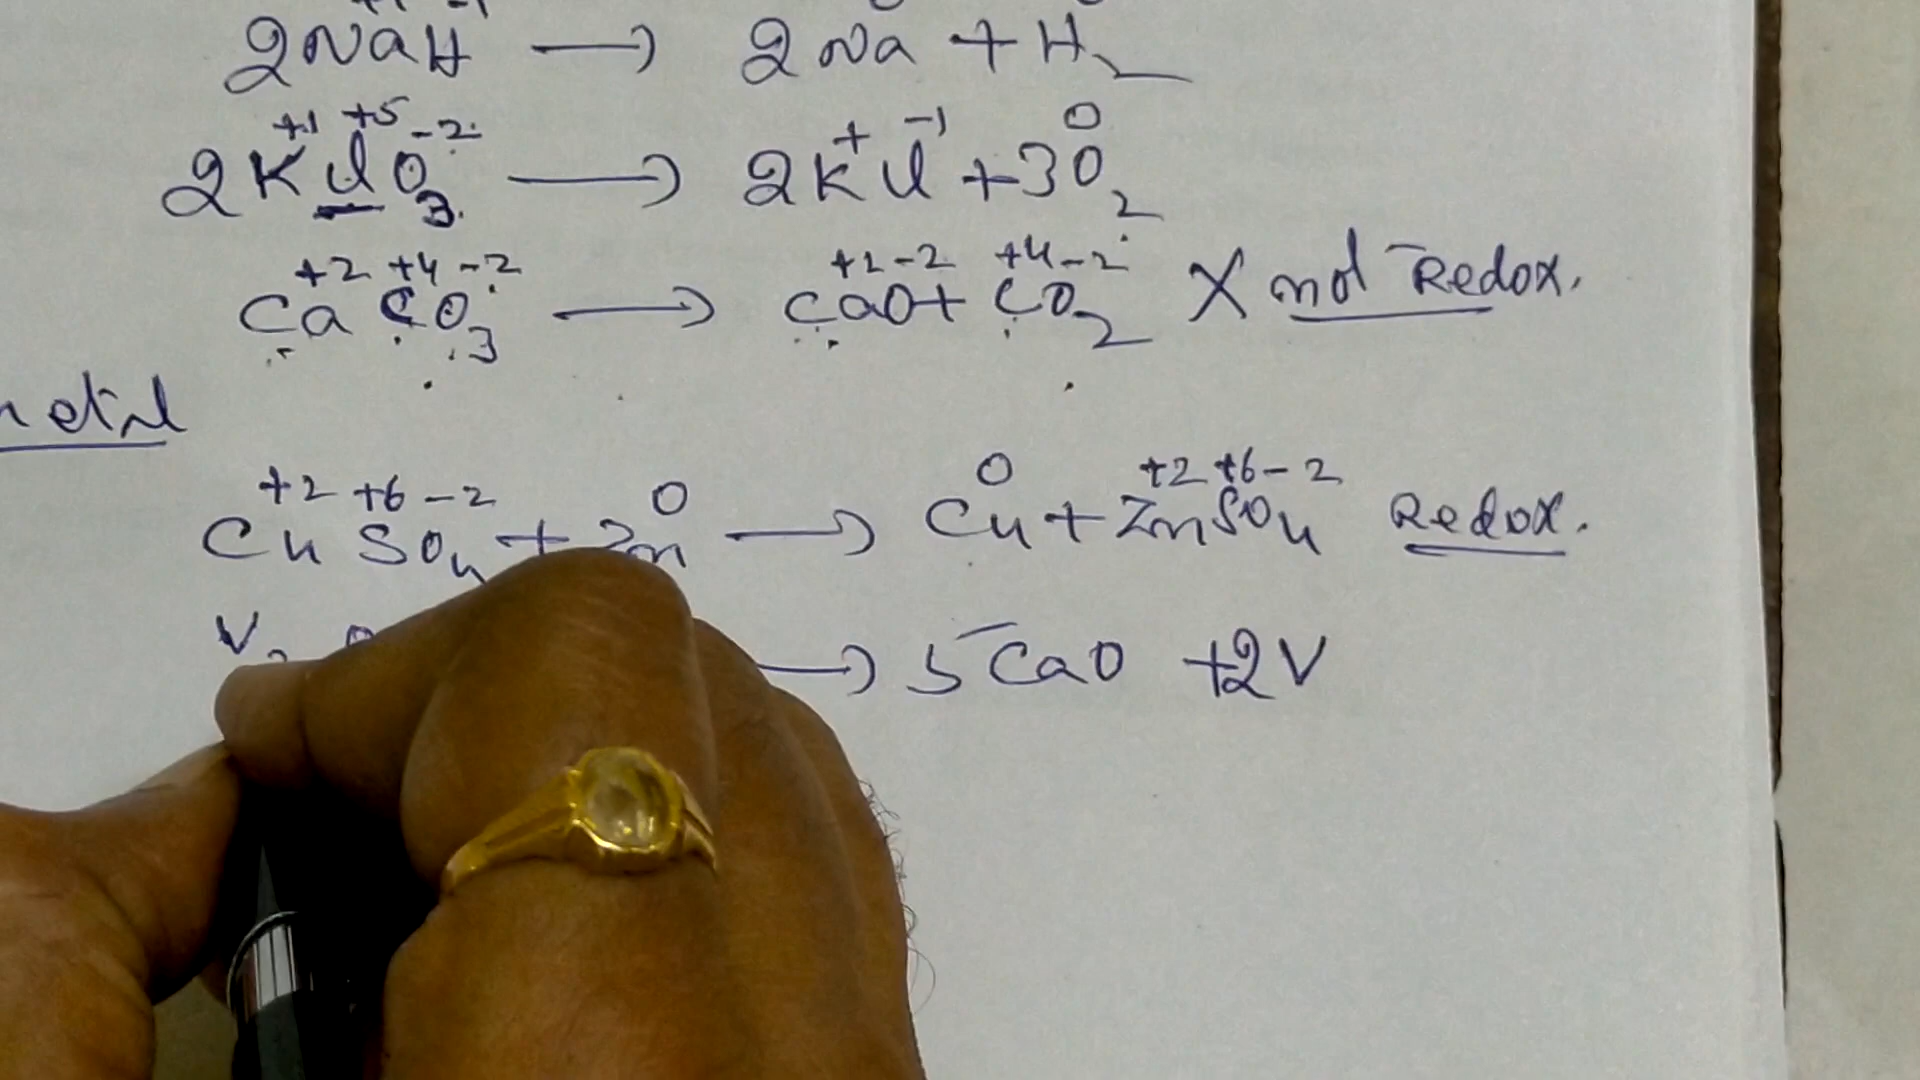 2NaH → 2Na + H₂
+1 +5 -2 + -1 0
2KClO₃ → 2KCl + 3O₂
+2 +4 -2 +2 -2 +4 -2
CaCO₃ → CaO + CO₂ X not Redox.
etal
+2 +6 -2 0 0 +2 +6 -2
CuSO₄ + Zn → Cu + ZnSO₄ Redox.
V₂ → 5CaO + 2V